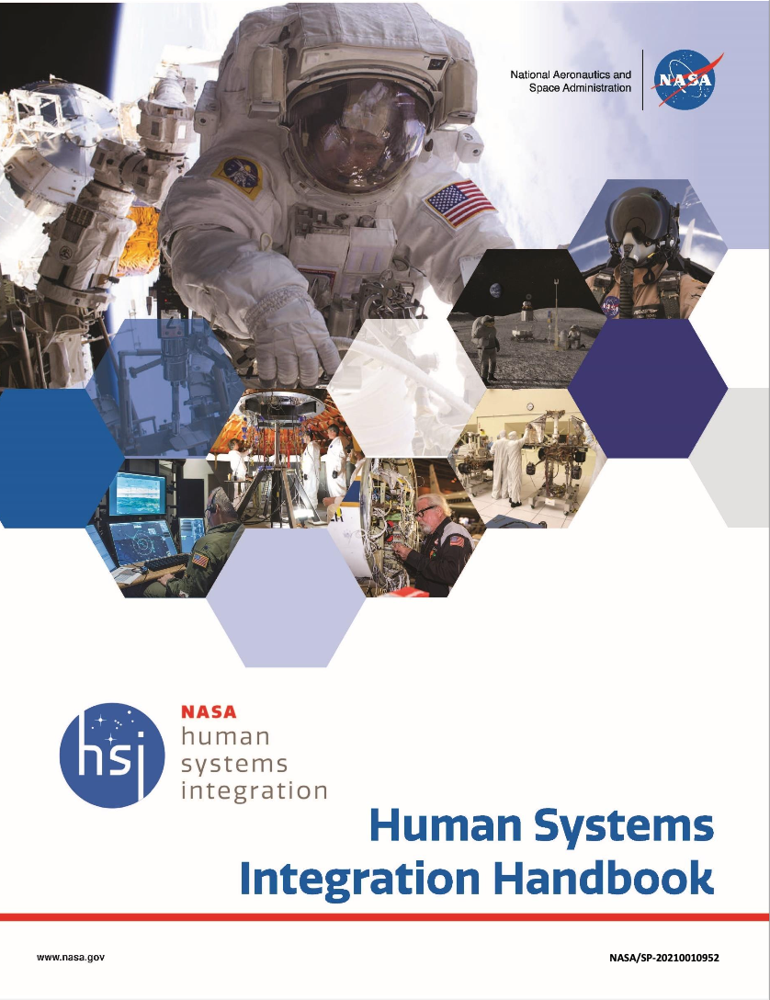 National Aeronautics and
Space Administration
NASA
hsi
NASA
human
systems
integration
Human Systems
Integration Handbook
www.nasa.gov
NASA/SP-20210010952